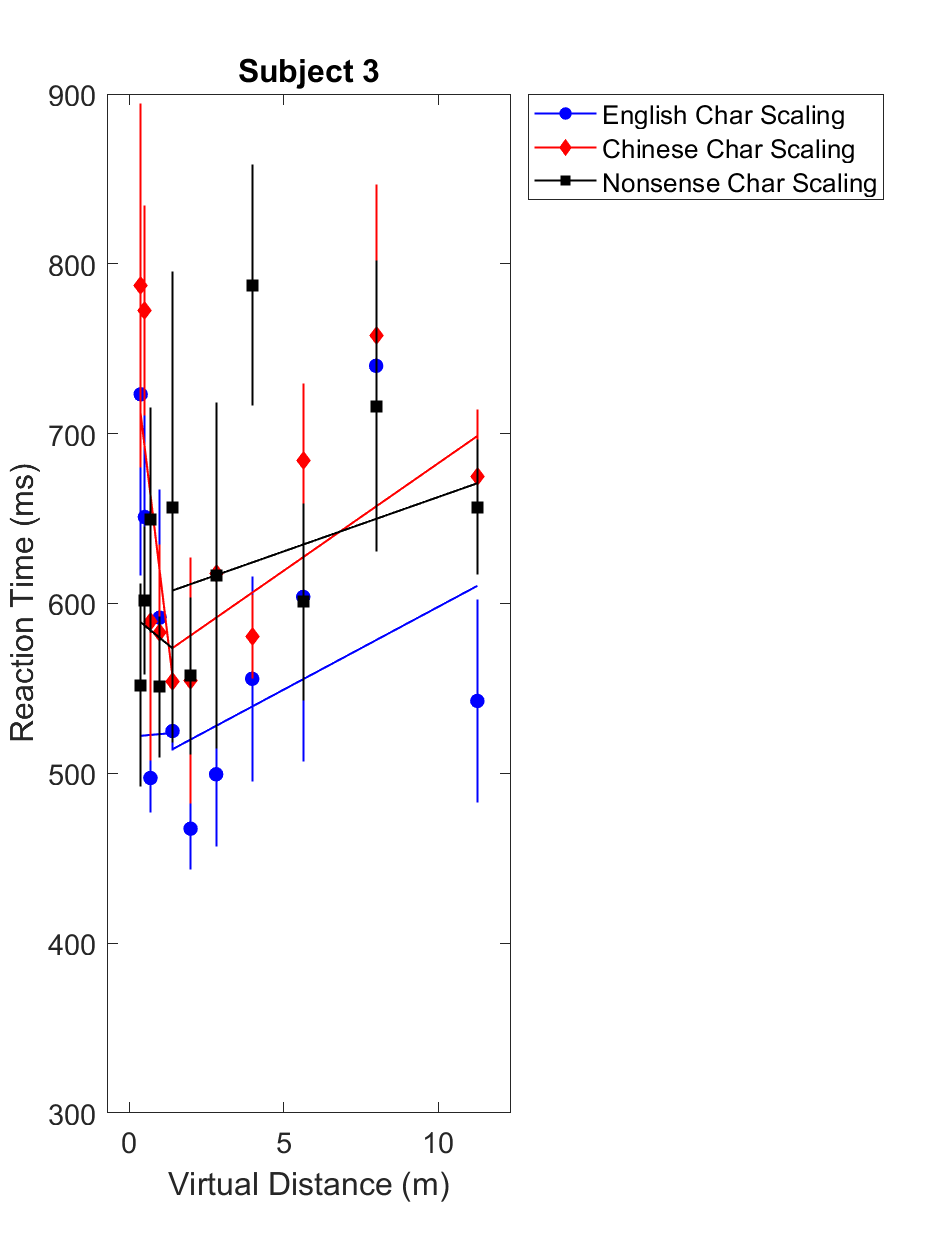 Subject 3
900
800
700
600
500
400
300
0 5 10
Reaction Time (ms)
Virtual Distance (m)
English Char Scaling
Chinese Char Scaling
Nonsense Char Scaling